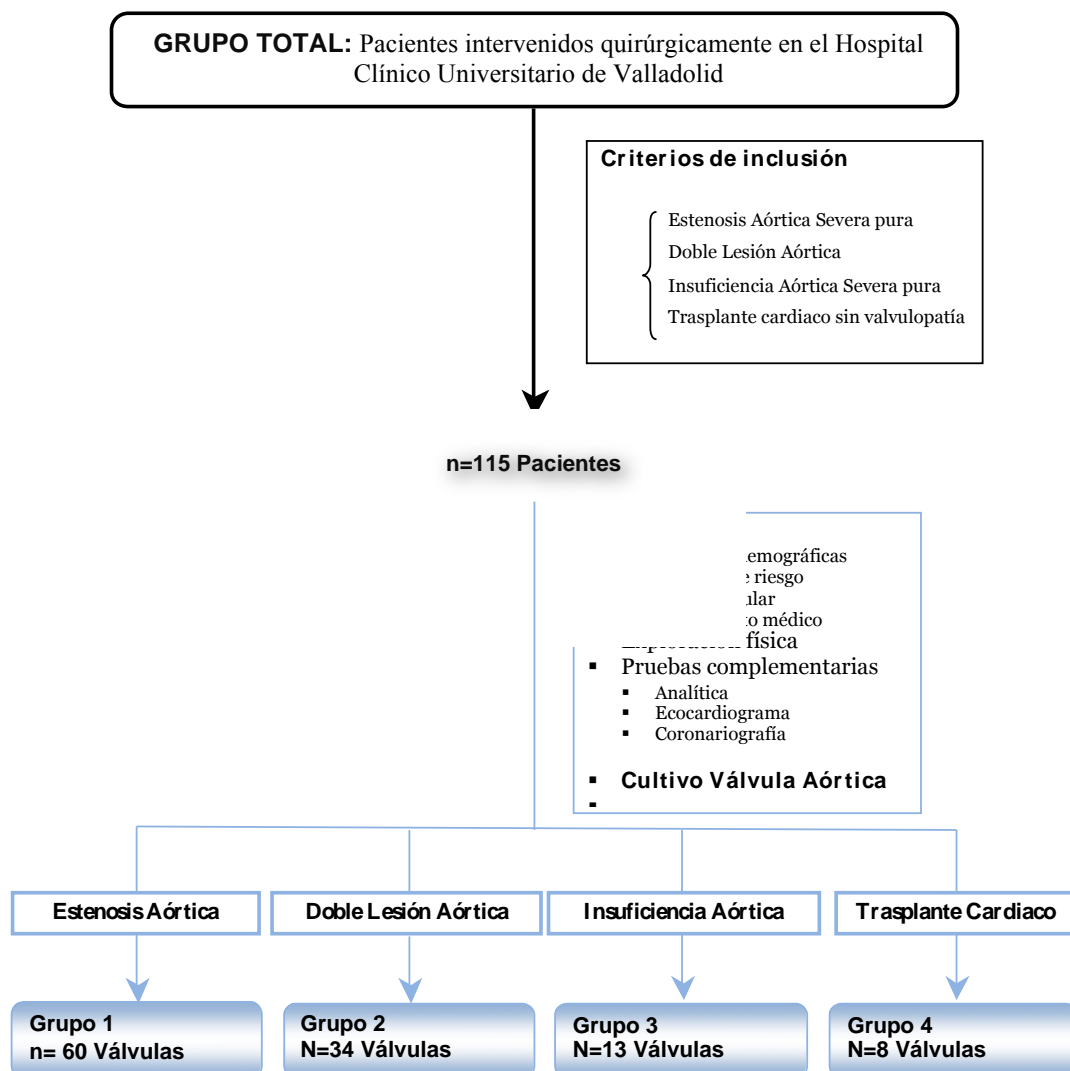 GRUPO TOTAL: Pacientes intervenidos quirúrgicamente en el Hospital
Clínico Universitario de Valladolid
Criterios de inclusión
Estenosis Aórtica Severa pura
Doble Lesión Aórtica
Insuficiencia Aórtica Severa pura
Trasplante cardiaco sin valvulopatía
n=115 Pacientes
riesgo
médico
física
▪ Pruebas complementarias
▪ Analítica
▪ Ecocardiograma
▪ Coronariografía
▪ Cultivo Válvula Aórtica
Estenosis Aórtica
Doble Lesión Aórtica
Insuficiencia Aórtica
Trasplante Cardiaco
Grupo 1
n= 60 Válvulas
Grupo 2
N=34 Válvulas
Grupo 3
N=13 Válvulas
Grupo 4
N=8 Válvulas